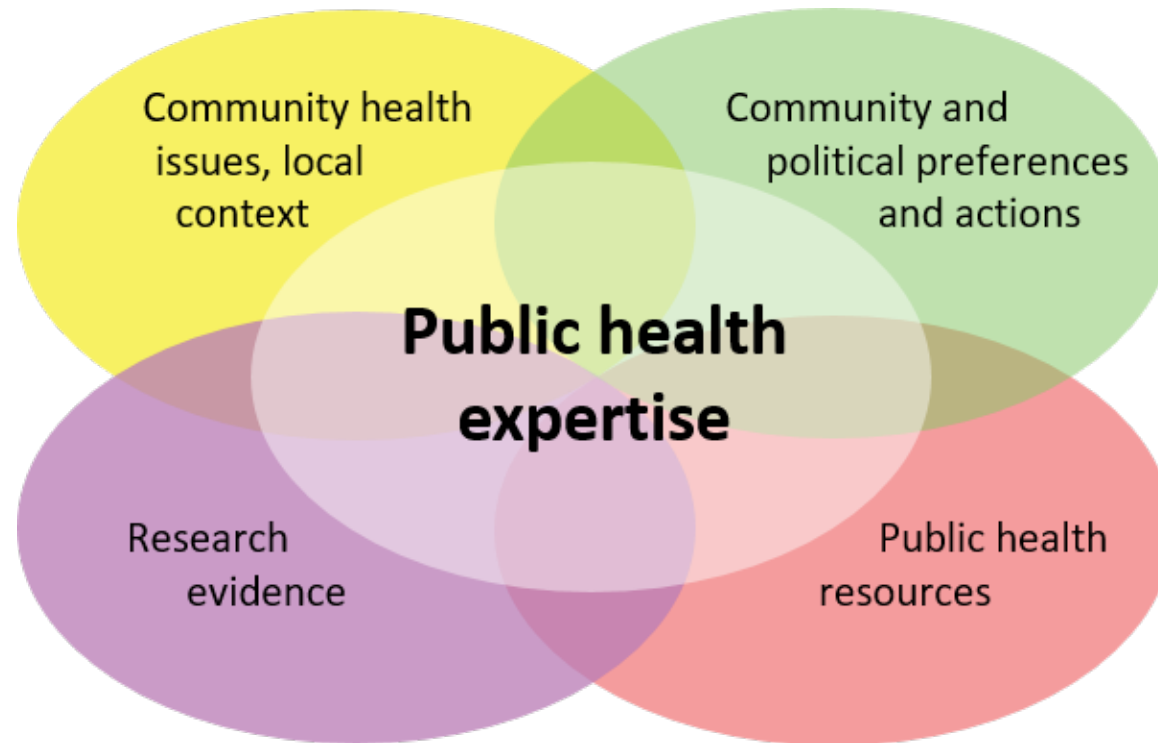 Community health
issues, local
context
Community and
political preferences
and actions
Public health
expertise
Research
evidence
Public health
resources